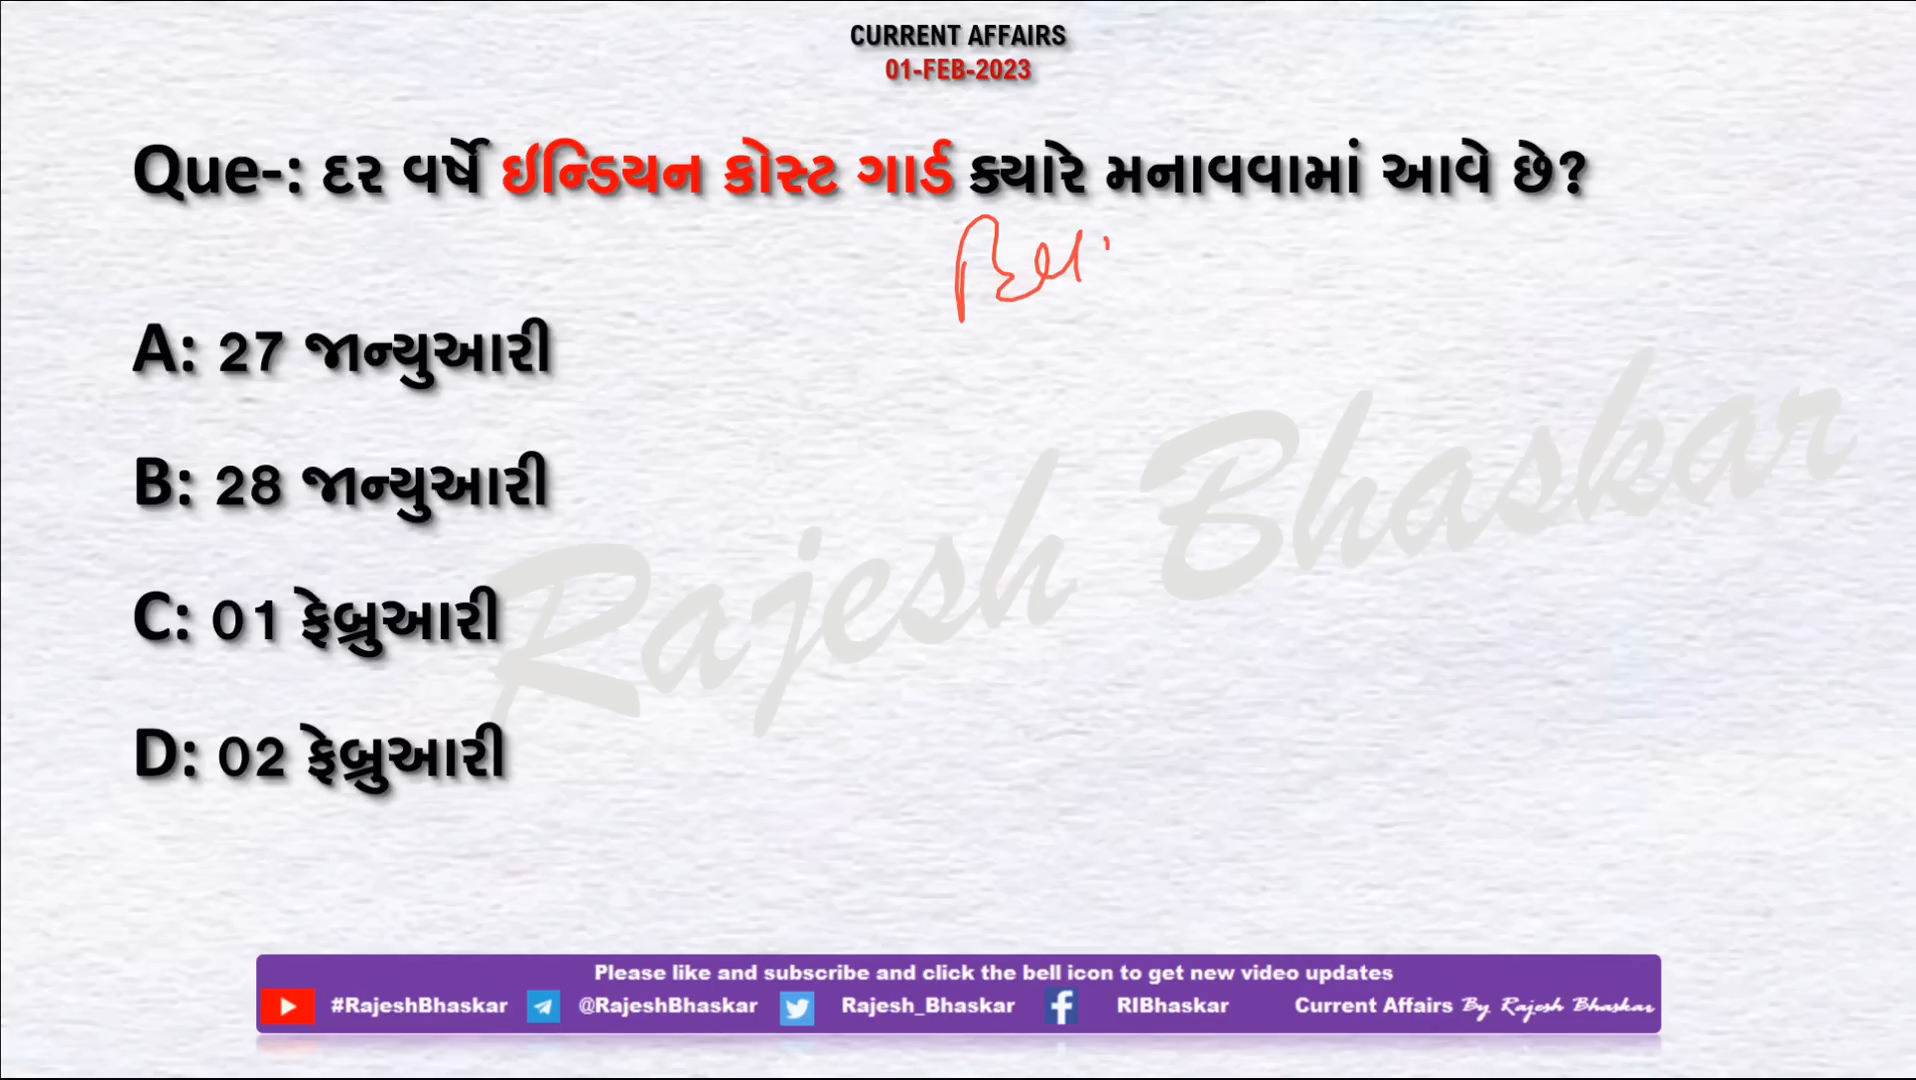 CURRENT AFFAIRS
01-FEB-2023
Que-: દર વર્ષે ઇન્ડિયન કોસ્ટ ગાર્ડ ક્યારે મનાવવામાં આવે છે?
A: 27 જાન્યુઆરી
B: 28 જાન્યુઆરી
C: 01 ફેબ્રુઆરી
D: 02 ફેબ્રુઆરી
Rajesh Bhaskar
Please like and subscribe and click the bell icon to get new video updates
#RajeshBhaskar @RajeshBhaskar Rajesh_Bhaskar RIBhaskar Current Affairs By Rajesh Bhaskar